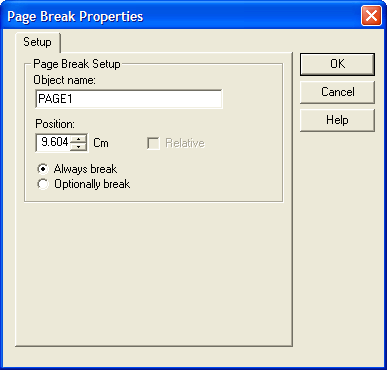 Page Break Properties
Setup
Page Break Setup
OK
Object name:
PAGE1
Cancel
Help
Position:
9.604 Cm Relative
Always break
Optionally break